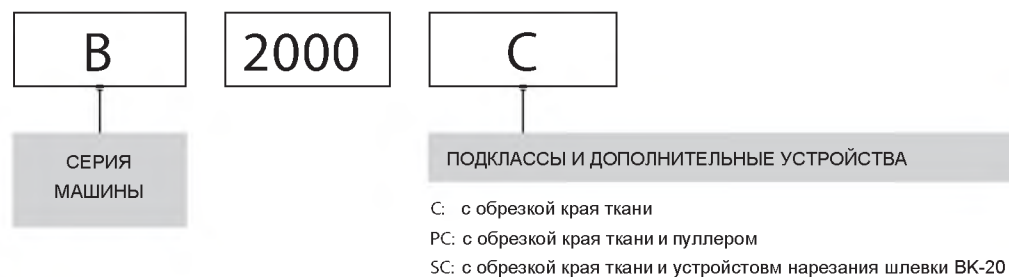 B 2000 C
СЕРИЯ
МАШИНЫ
ПОДКЛАССЫ И ДОПОЛНИТЕЛЬНЫЕ УСТРОЙСТВА
C: с обрезкой края ткани
PC: с обрезкой края ткани и пуллером
SC: с обрезкой края ткани и устройстовм нарезания шлевки BK-20